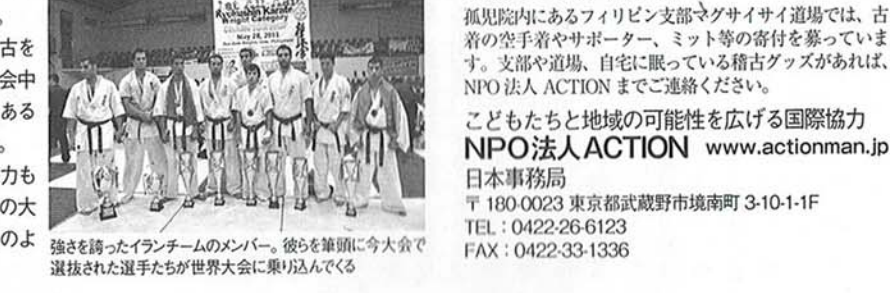 。
古を
会中
ある
。
力も
の大
のよ
Kyokushin Karate
Weight Category
May 28, 2011
強さを誇ったイランチームのメンバー。彼らを筆頭に今大会で
選抜された選手たちが世界大会に乗り込んでくる
孤児院内にあるフィリピン支部マグサイサイ道場では、古
着の空手着やサポーター、ミット等の寄付を募っていま
す。支部や道場、自宅に眠っている稽古グッズがあれば、
NPO 法人 ACTION までご連絡ください。
こどもたちと地域の可能性を広げる国際協力
NPO法人ACTION www.actionman.jp
日本事務局
〒 180-0023 東京都武蔵野市境南町 3-10-1-1F
TEL：0422-26-6123
FAX：0422-33-1336